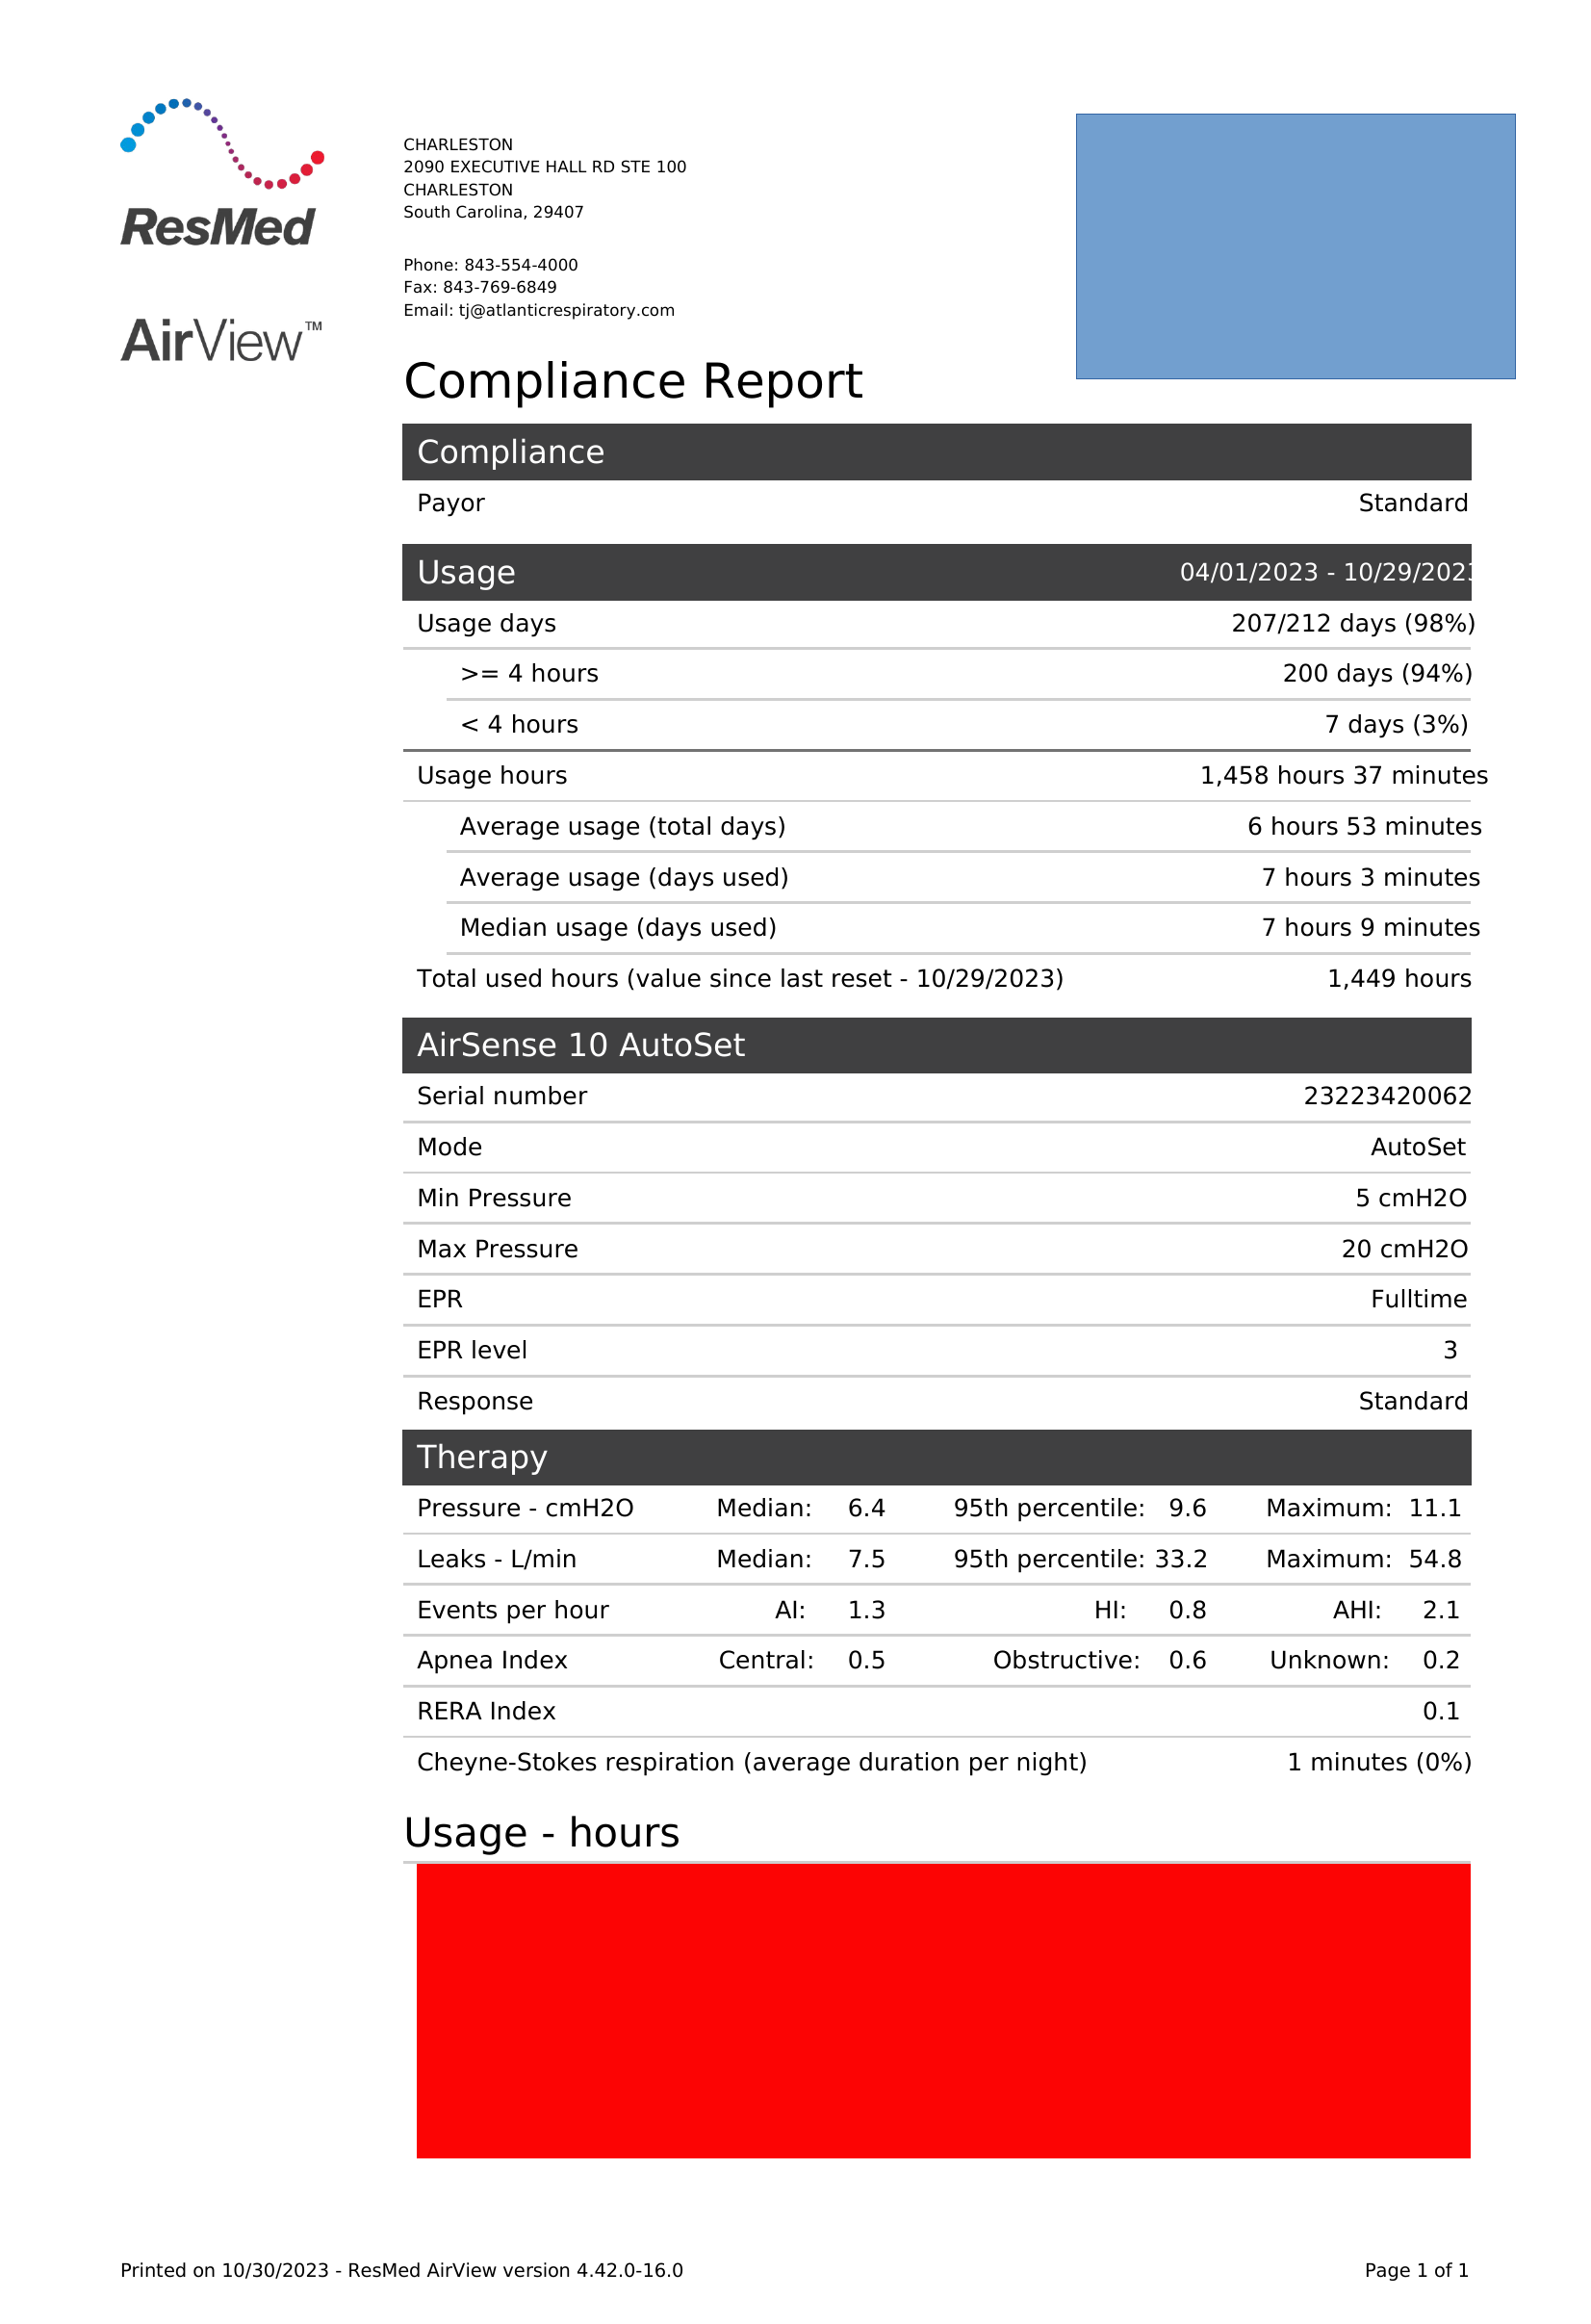 ResMed
AirView™
CHARLESTON
2090 EXECUTIVE HALL RD STE 100
CHARLESTON
South Carolina, 29407
Phone: 843-554-4000
Fax: 843-769-6849
Email: tj@atlanticrespiratory.com
Compliance Report
Compliance
Payor Standard
Usage 04/01/2023 - 10/29/2023
Usage days 207/212 days (98%)
>= 4 hours 200 days (94%)
< 4 hours 7 days (3%)
Usage hours 1,458 hours 37 minutes
Average usage (total days) 6 hours 53 minutes
Average usage (days used) 7 hours 3 minutes
Median usage (days used) 7 hours 9 minutes
Total used hours (value since last reset - 10/29/2023) 1,449 hours
AirSense 10 AutoSet
Serial number 23223420062
Mode AutoSet
Min Pressure 5 cmH2O
Max Pressure 20 cmH2O
EPR Fulltime
EPR level 3
Response Standard
Therapy
Pressure - cmH2O Median: 6.4 95th percentile: 9.6 Maximum: 11.1
Leaks - L/min Median: 7.5 95th percentile: 33.2 Maximum: 54.8
Events per hour AI: 1.3 HI: 0.8 AHI: 2.1
Apnea Index Central: 0.5 Obstructive: 0.6 Unknown: 0.2
RERA Index 0.1
Cheyne-Stokes respiration (average duration per night) 1 minutes (0%)
Usage - hours
Printed on 10/30/2023 - ResMed AirView version 4.42.0-16.0 Page 1 of 1